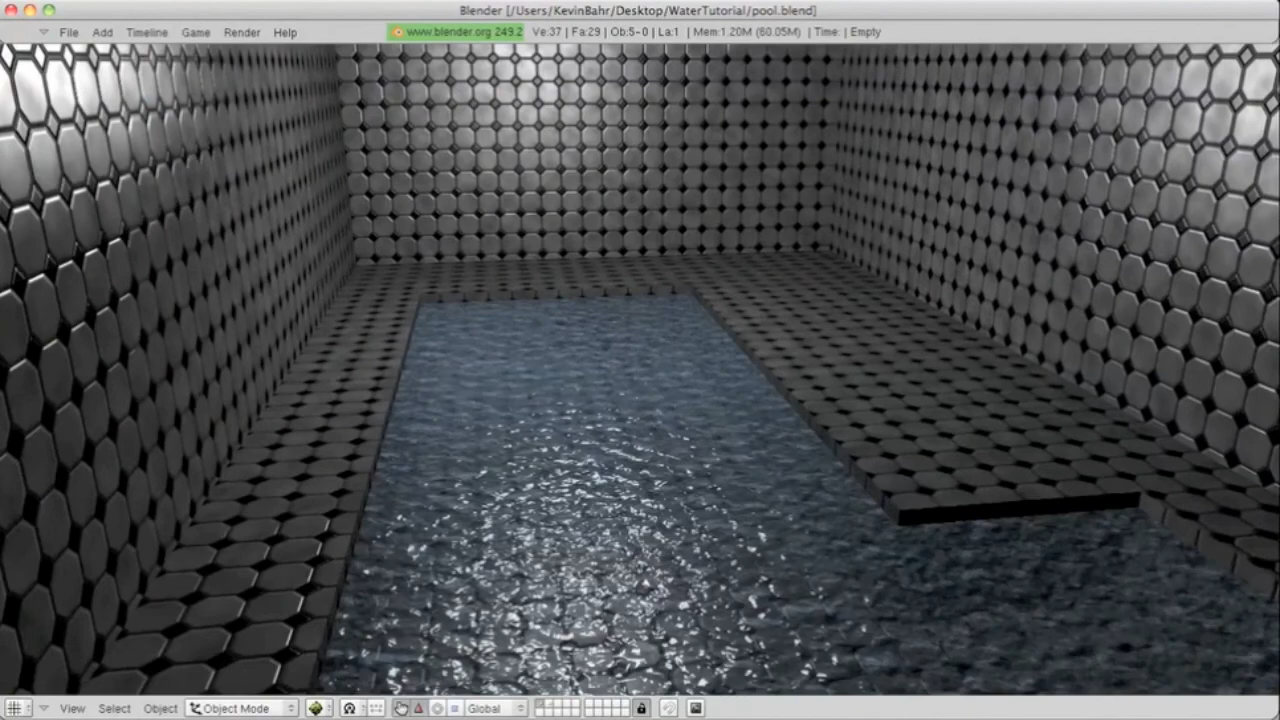 Blender [/Users/KevinBahr/Desktop/WaterTutorial/pool.blend]
File Add Timeline Game Render Help www.blender.org 249.2 Ve:37 | Fa:29 | Ob:5-0 | La:1 | Mem:1.20M (60.05M) | Time: | Empty
View Select Object Object Mode Global